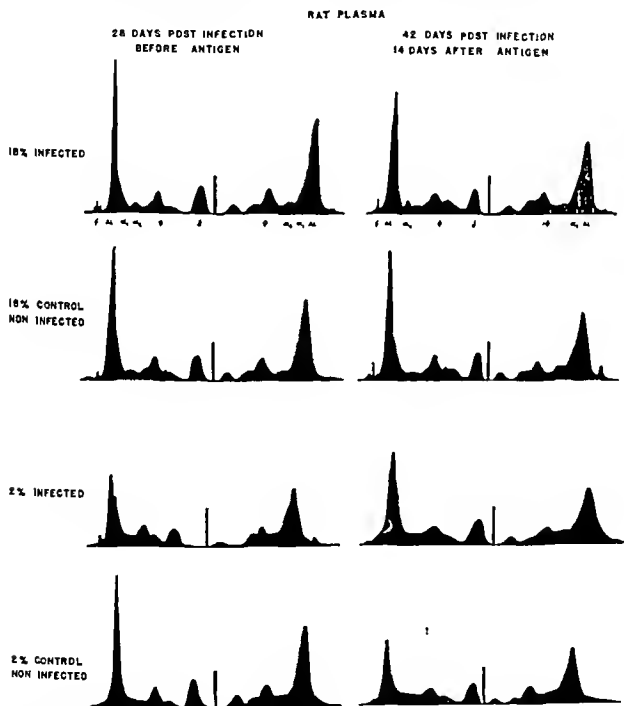 RAT PLASMA
28 DAYS POST INFECTION
BEFORE ANTIGEN
42 DAYS POST INFECTION
14 DAYS AFTER ANTIGEN
18% INFECTED
18% CONTROL
NON INFECTED
2% INFECTED
2% CONTROL
NON INFECTED